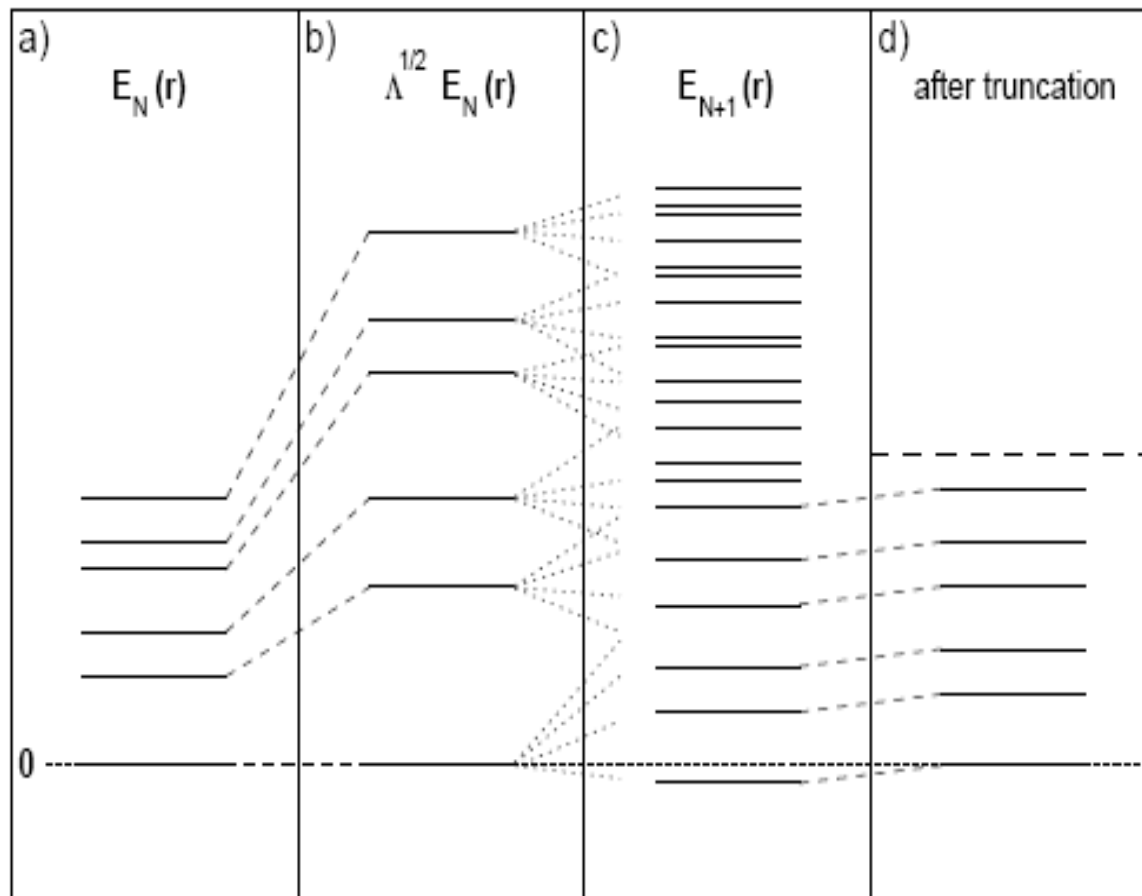 a)
E_N (r)
b)
Λ^1/2 E_N (r)
c)
E_N+1 (r)
d)
after truncation
0